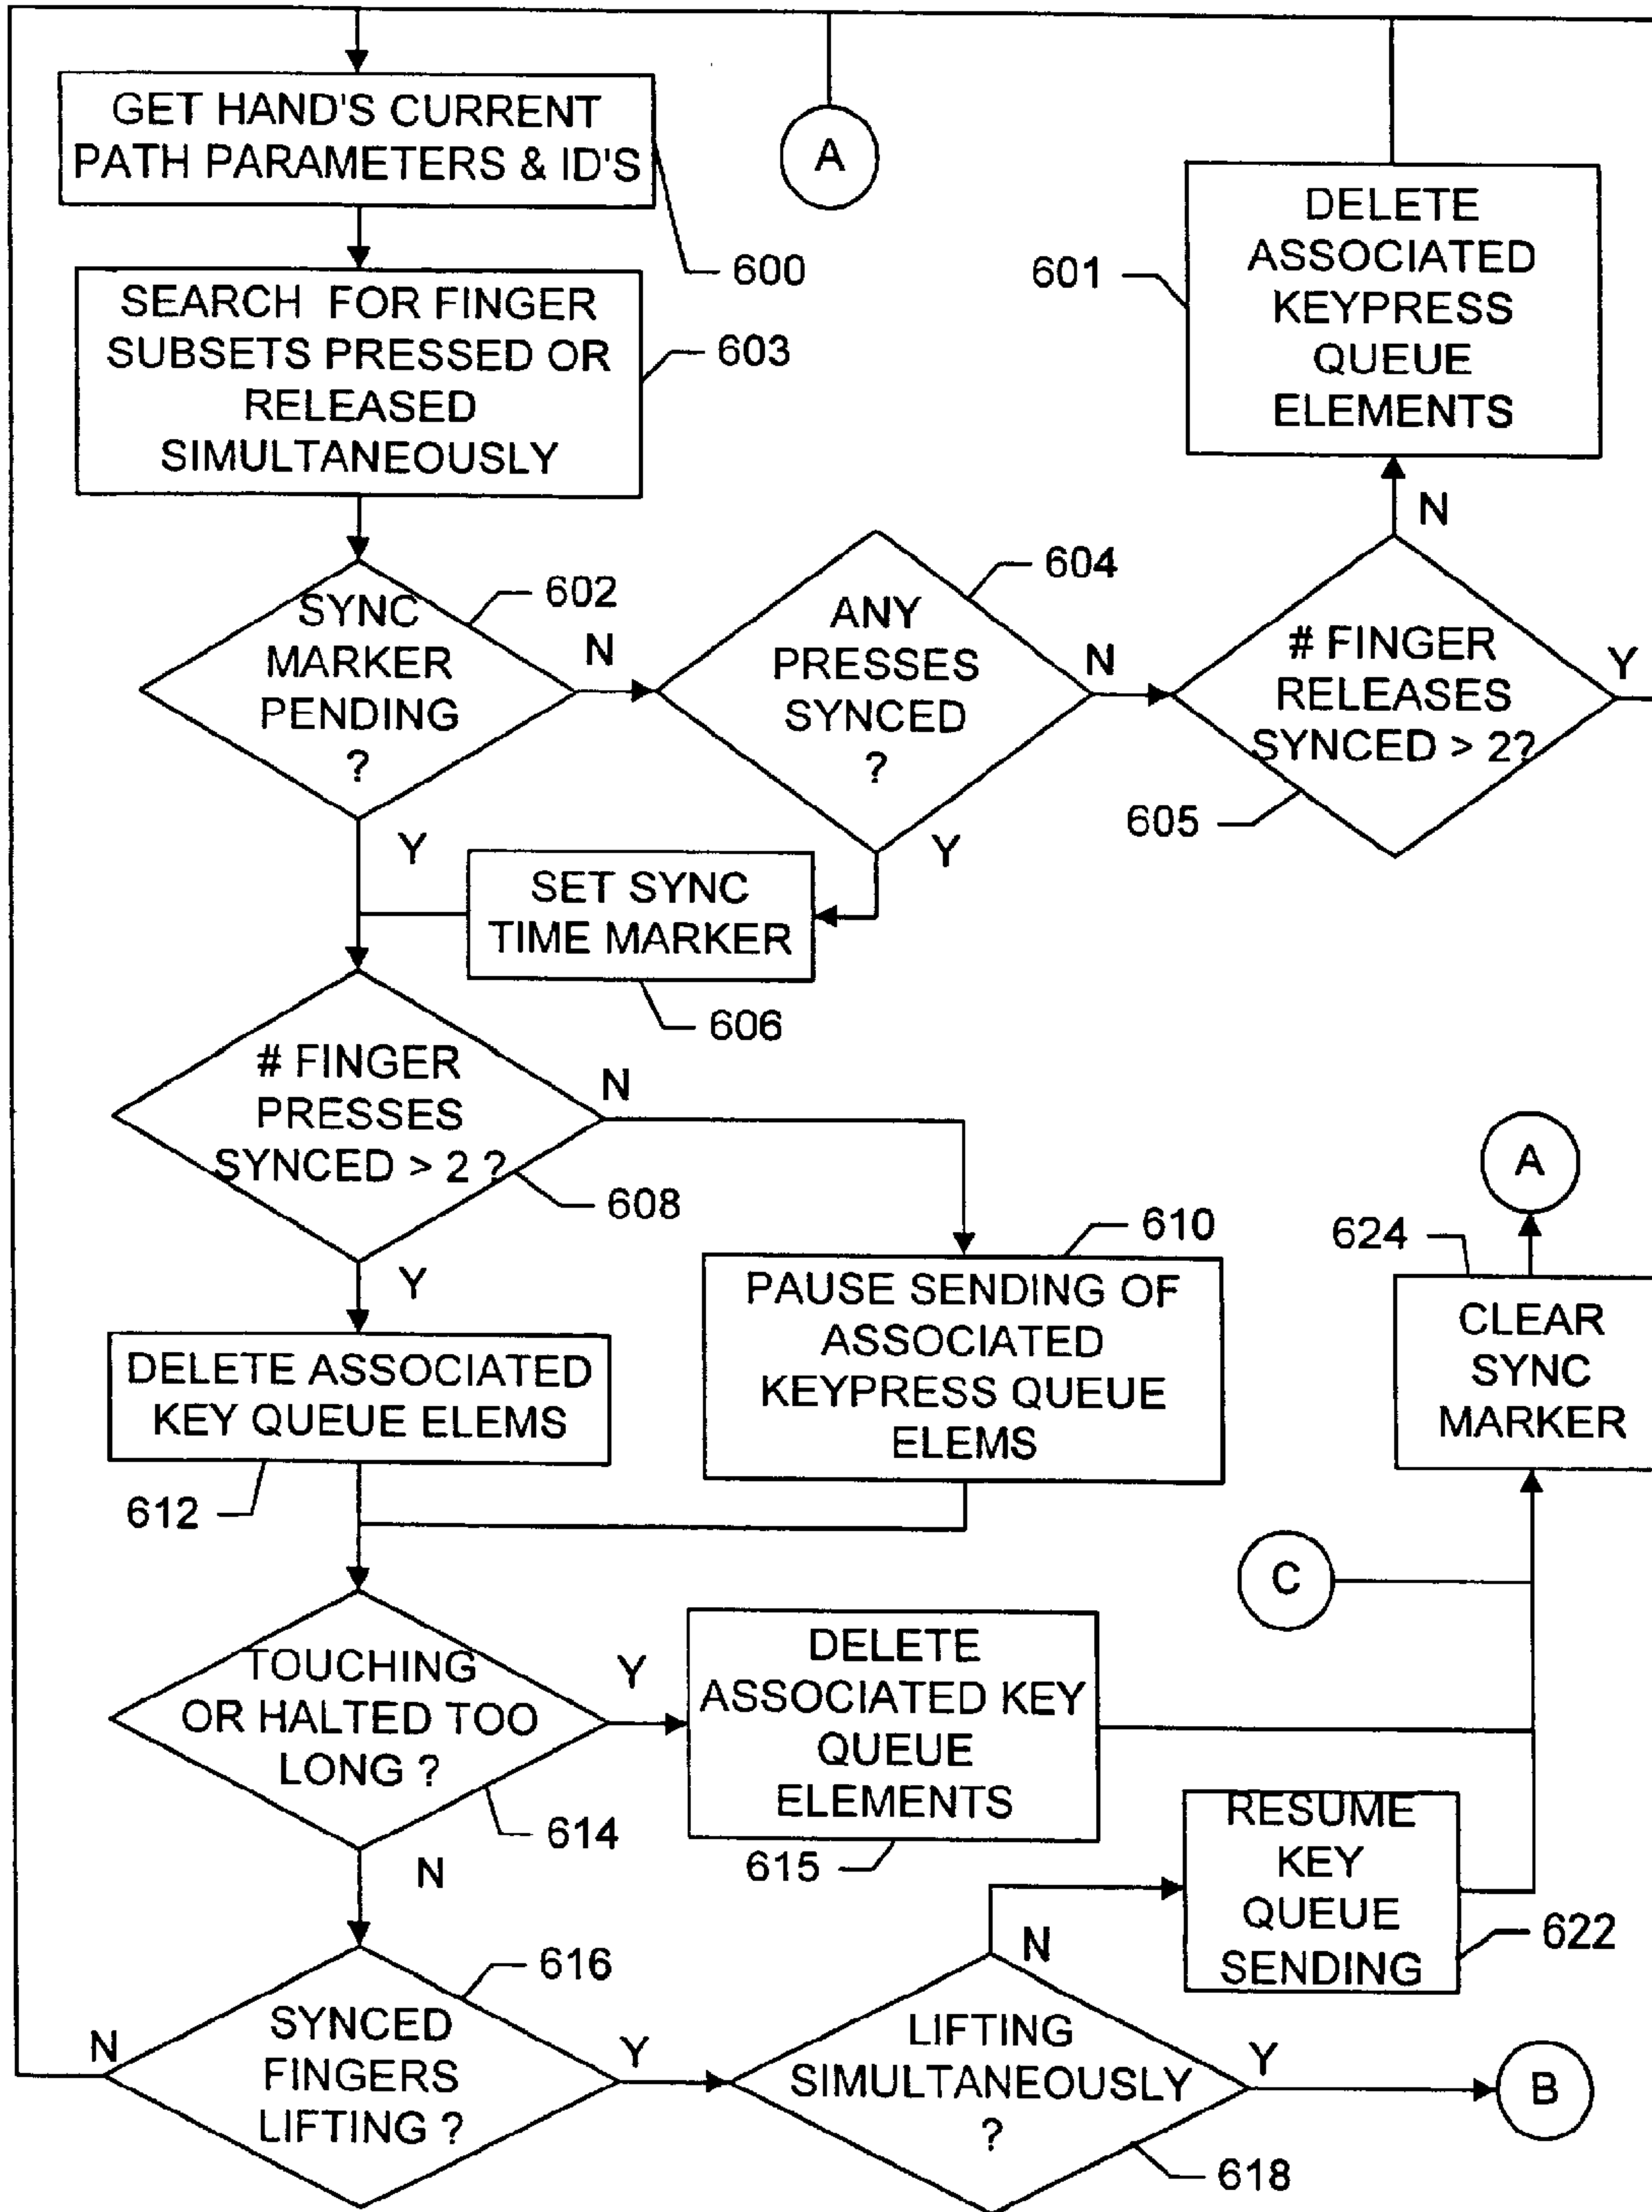 GET HAND'S CURRENT
PATH PARAMETERS & ID'S
A
600
SEARCH FOR FINGER
SUBSETS PRESSED OR
RELEASED
SIMULTANEOUSLY
603
DELETE
ASSOCIATED
KEYPRESS
QUEUE
ELEMENTS
601
N
SYNC
MARKER
PENDING
?
602
N
Y
ANY
PRESSES
SYNCED
?
604
N
Y
# FINGER
RELEASES
SYNCED > 2?
605
Y
SET SYNC
TIME MARKER
606
# FINGER
PRESSES
SYNCED > 2 ?
608
N
Y
610
PAUSE SENDING OF
ASSOCIATED
KEYPRESS QUEUE
ELEMS
DELETE ASSOCIATED
KEY QUEUE ELEMS
612
A
624
CLEAR
SYNC
MARKER
C
TOUCHING
OR HALTED TOO
LONG ?
614
Y
N
DELETE
ASSOCIATED KEY
QUEUE
ELEMENTS
615
RESUME
KEY
QUEUE
SENDING
622
SYNCED
FINGERS
LIFTING ?
616
N
Y
LIFTING
SIMULTANEOUSLY
?
618
N
Y
B